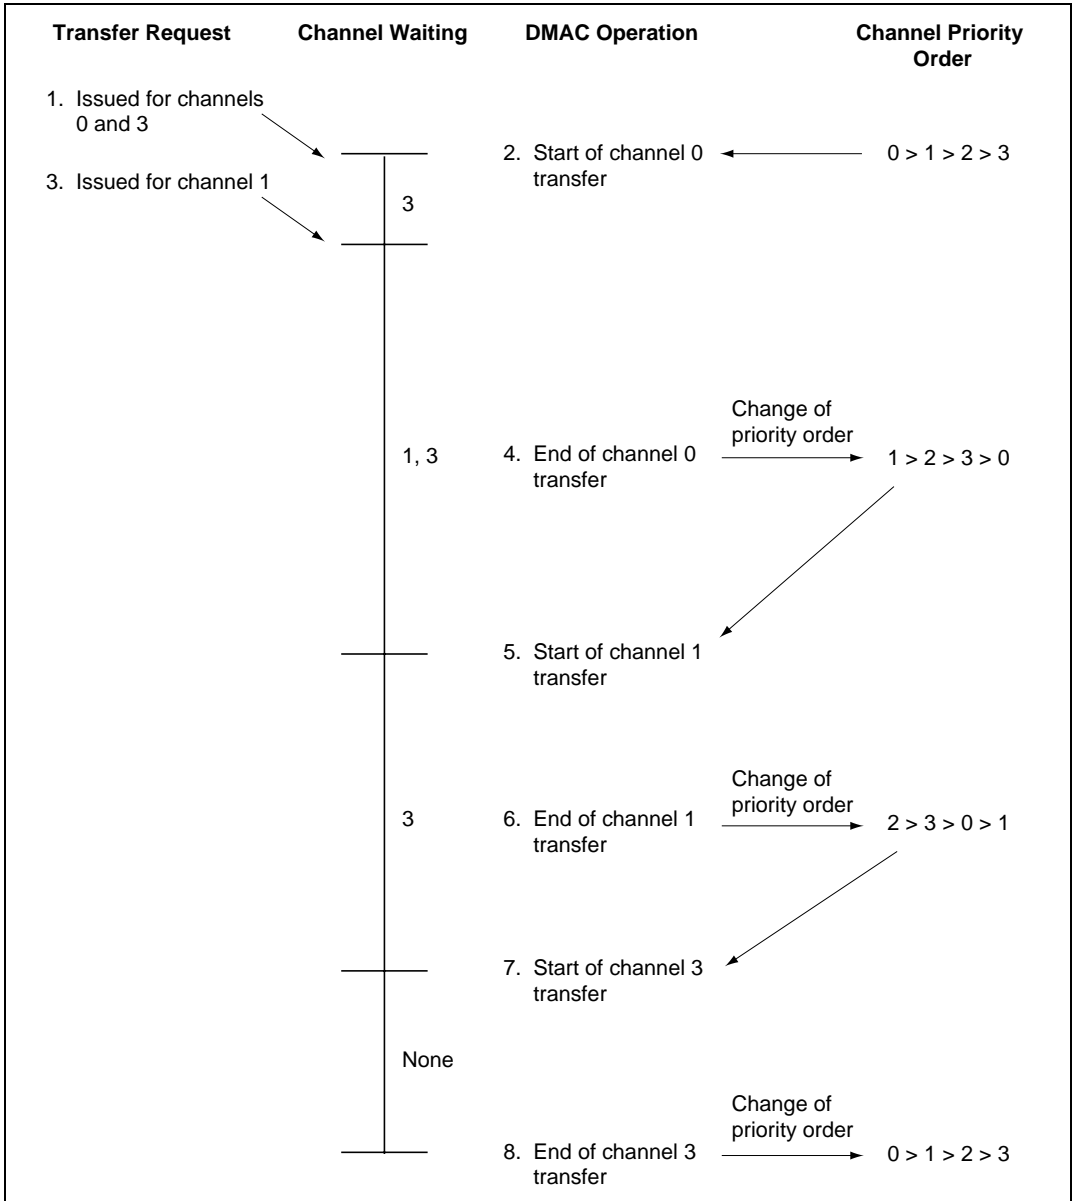 Transfer Request
Channel Waiting
DMAC Operation
Channel Priority
Order
1. Issued for channels
0 and 3
2. Start of channel 0
transfer
0 > 1 > 2 > 3
3. Issued for channel 1
3
1, 3
4. End of channel 0
transfer
Change of
priority order
1 > 2 > 3 > 0
5. Start of channel 1
transfer
3
6. End of channel 1
transfer
Change of
priority order
2 > 3 > 0 > 1
7. Start of channel 3
transfer
None
8. End of channel 3
transfer
Change of
priority order
0 > 1 > 2 > 3